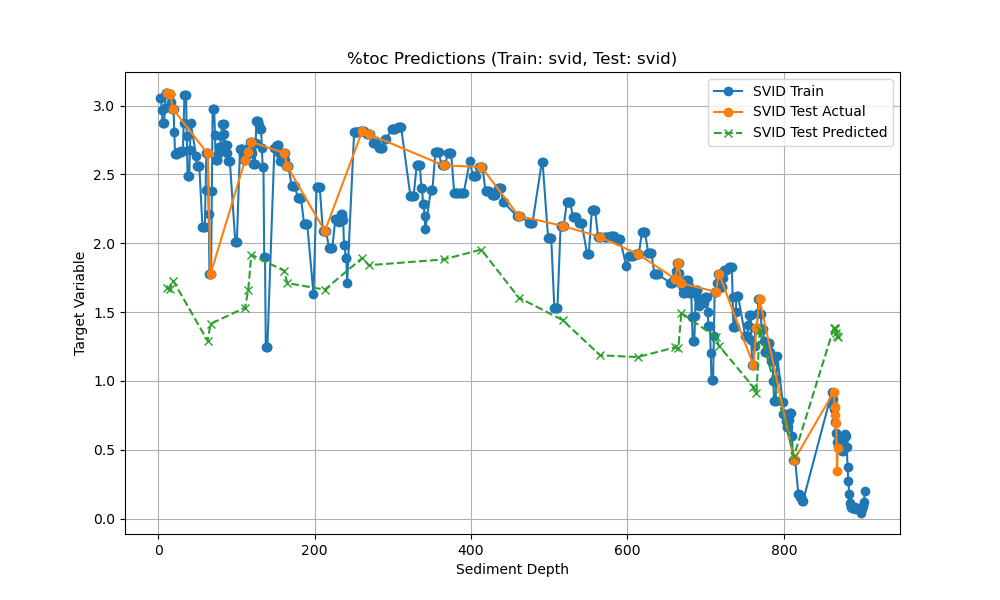 %toc Predictions (Train: svid, Test: svid)
SVID Train
SVID Test Actual
SVID Test Predicted
Target Variable
3.0
2.5
2.0
1.5
1.0
0.5
0.0
0
200
400
600
800
Sediment Depth